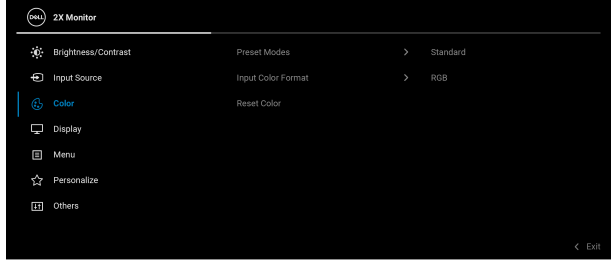 DELL 2X Monitor
Brightness/Contrast Preset Modes > Standard
Input Source Input Color Format > RGB
Color Reset Color
Display
Menu
Personalize
Others
< Exit